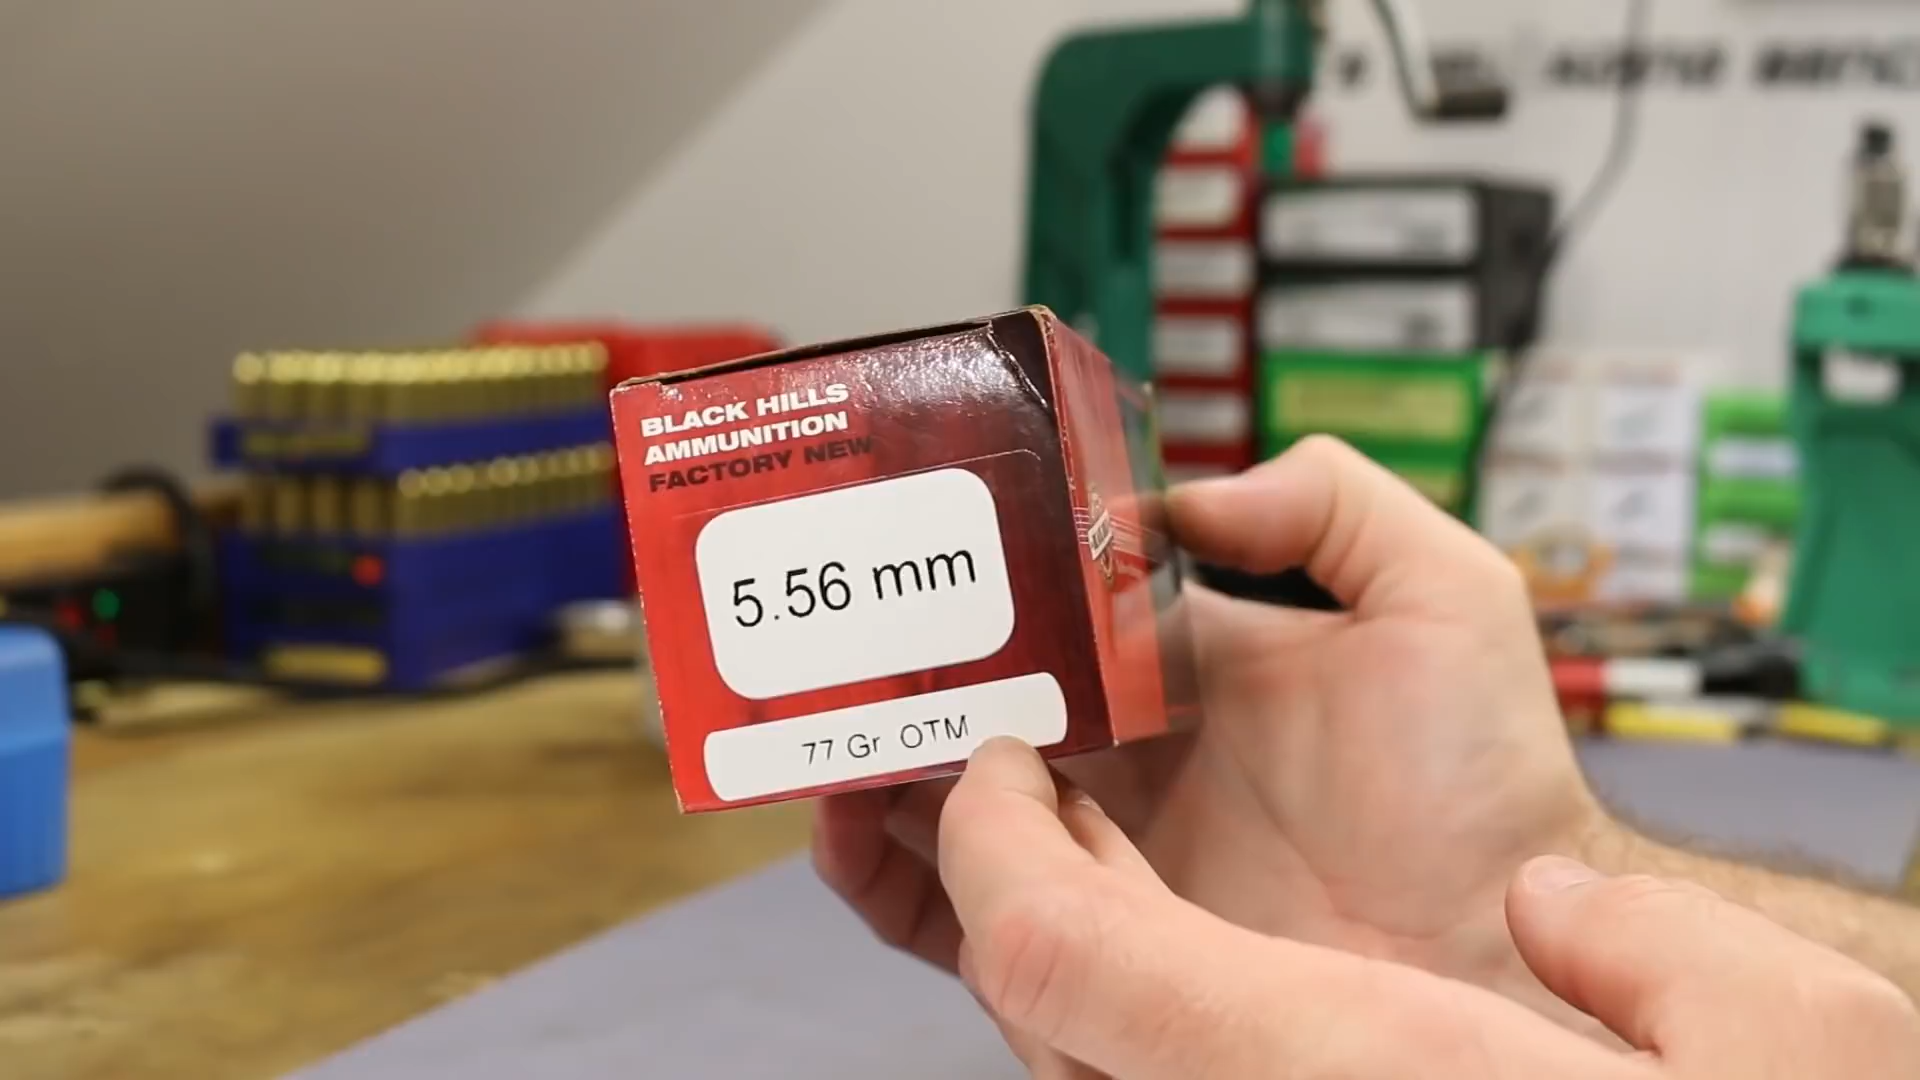 BLACK HILLS
AMMUNITION
FACTORY NEW
5.56 mm
77 Gr OTM